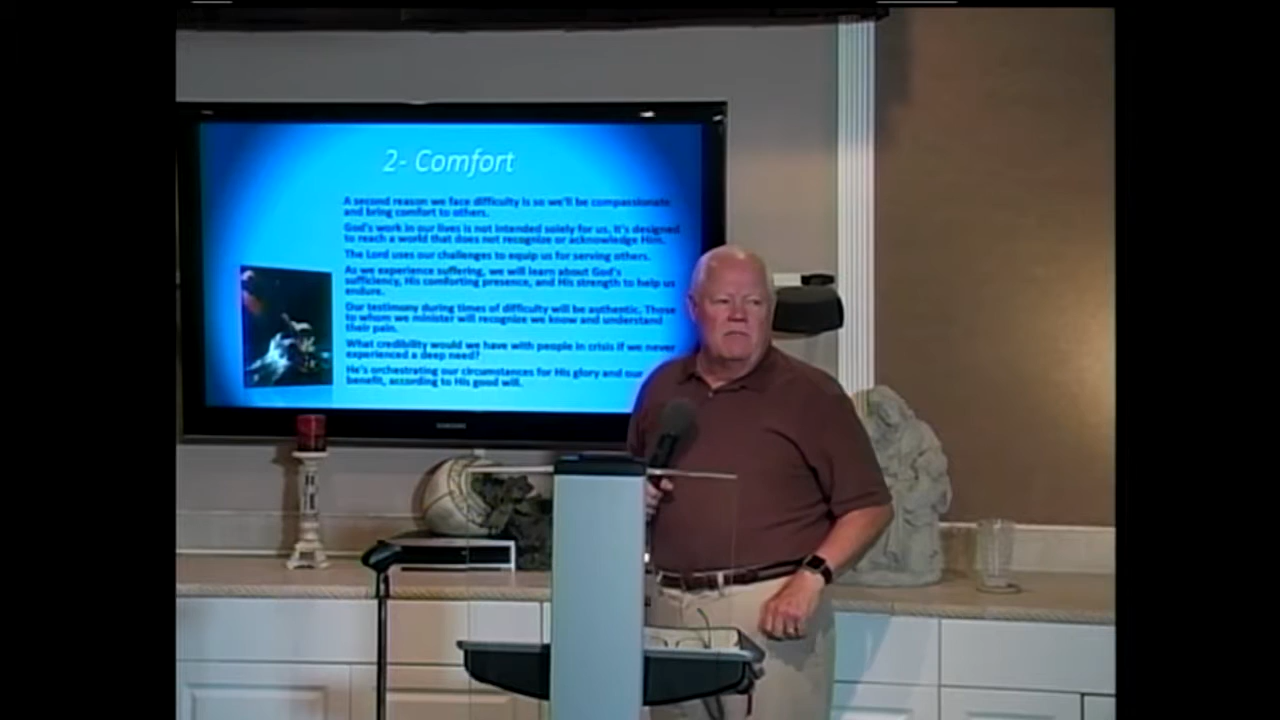 2- Comfort
A second reason we face difficulty is so we'll be compassionate
and bring comfort to others.
God's work in our lives is not intended solely for us. It's designed
to reach a world that does not recognize or acknowledge Him.
The Lord uses our challenges to equip us for serving others.
As we experience suffering, we will learn about God's
sufficiency, His comforting presence, and His strength to help us
endure.
Our testimony during times of difficulty will be authentic. Those
to whom we minister will recognize we know and understand
their pain.
What credibility would we have with people in crisis if we never
experienced a deep need?
He's orchestrating our circumstances for His glory and our
benefit, according to His good will.
SAMSUNG